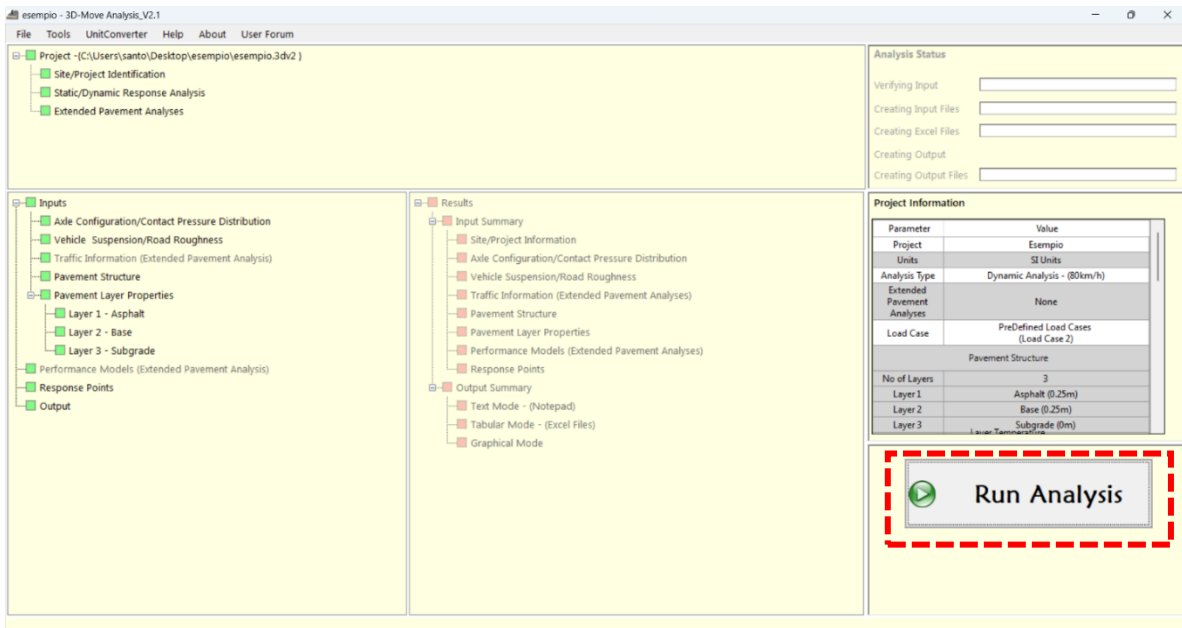 esempio - 3D-Move Analysis_V2.1
File Tools UnitConverter Help About User Forum
Project -(C:\Users\santo\Desktop\esempio\esempio.3dv2 )
Site/Project Identification
Static/Dynamic Response Analysis
Extended Pavement Analyses
Analysis Status
Verifying Input
Creating Input Files
Creating Excel Files
Creating Output
Creating Output Files
Inputs
Axle Configuration/Contact Pressure Distribution
Vehicle Suspension/Road Roughness
Traffic Information (Extended Pavement Analysis)
Pavement Structure
Pavement Layer Properties
Layer 1 - Asphalt
Layer 2 - Base
Layer 3 - Subgrade
Performance Models (Extended Pavement Analysis)
Response Points
Output
Results
Input Summary
Site/Project Information
Axle Configuration/Contact Pressure Distribution
Vehicle Suspension/Road Roughness
Traffic Information (Extended Pavement Analyses)
Pavement Structure
Pavement Layer Properties
Performance Models (Extended Pavement Analyses)
Response Points
Output Summary
Text Mode - (Notepad)
Tabular Mode - (Excel Files)
Graphical Mode
Project Information
Parameter Value
Project Esempio
Units SI Units
Analysis Type Dynamic Analysis - (80km/h)
Extended
Pavement None
Analyses
Load Case PreDefined Load Cases
(Load Case 2)
Pavement Structure
No of Layers 3
Layer 1 Asphalt (0.25m)
Layer 2 Base (0.25m)
Layer 3 Subgrade (0m)
Layer Temperature
Run Analysis